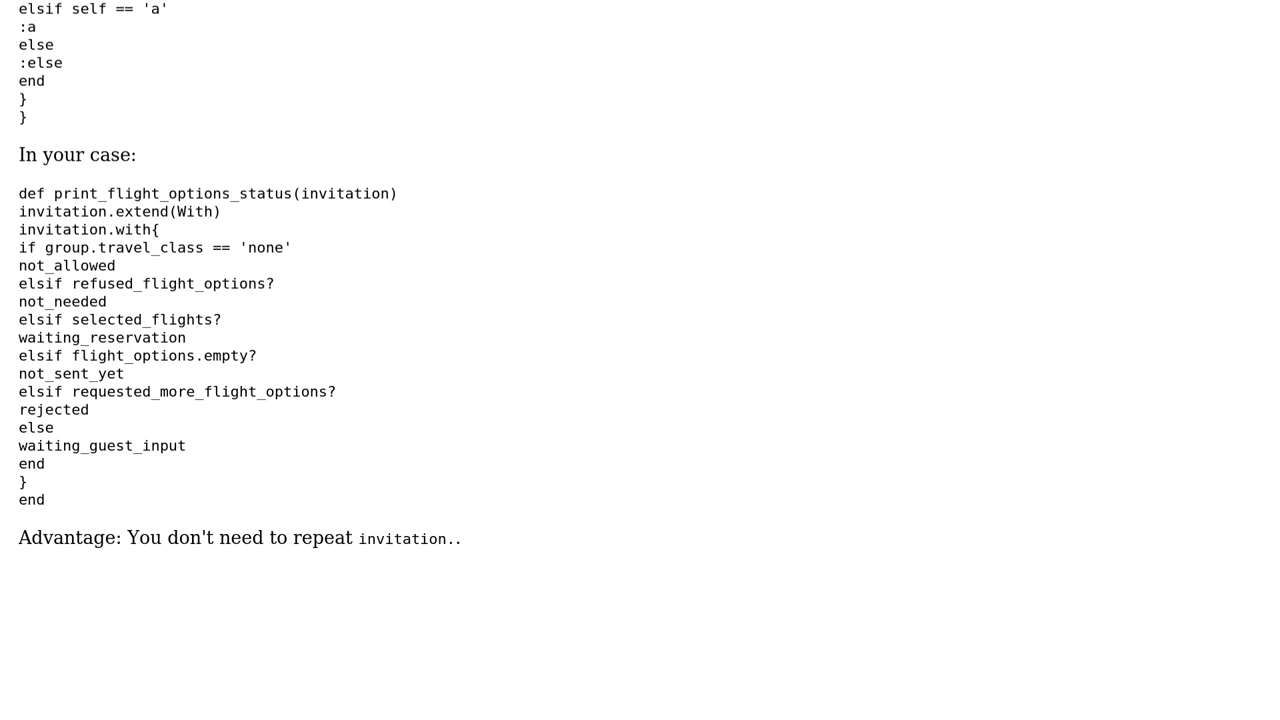 elsif self == 'a'
:a
else
:else
end
}
}
In your case:
def print_flight_options_status(invitation)
invitation.extend(With)
invitation.with{
if group.travel_class == 'none'
not_allowed
elsif refused_flight_options?
not_needed
elsif selected_flights?
waiting_reservation
elsif flight_options.empty?
not_sent_yet
elsif requested_more_flight_options?
rejected
else
waiting_guest_input
end
}
end
Advantage: You don't need to repeat invitation..